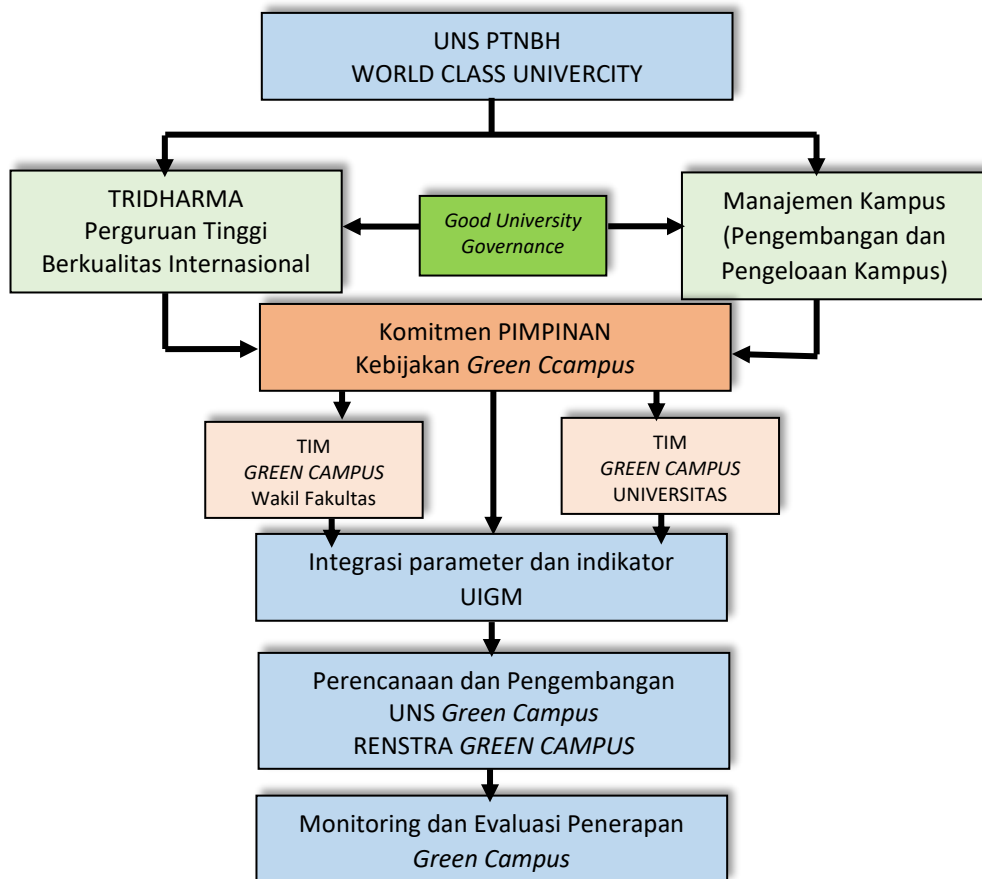 UNS PTNBH
WORLD CLASS UNIVERCITY
TRIDHARMA
Perguruan Tinggi
Berkualitas Internasional
Good University
Governance
Manajemen Kampus
(Pengembangan dan
Pengeloaan Kampus)
Komitmen PIMPINAN
Kebijakan Green Ccampus
TIM
GREEN CAMPUS
Wakil Fakultas
TIM
GREEN CAMPUS
UNIVERSITAS
Integrasi parameter dan indikator
UIGM
Perencanaan dan Pengembangan
UNS Green Campus
RENSTRA GREEN CAMPUS
Monitoring dan Evaluasi Penerapan
Green Campus